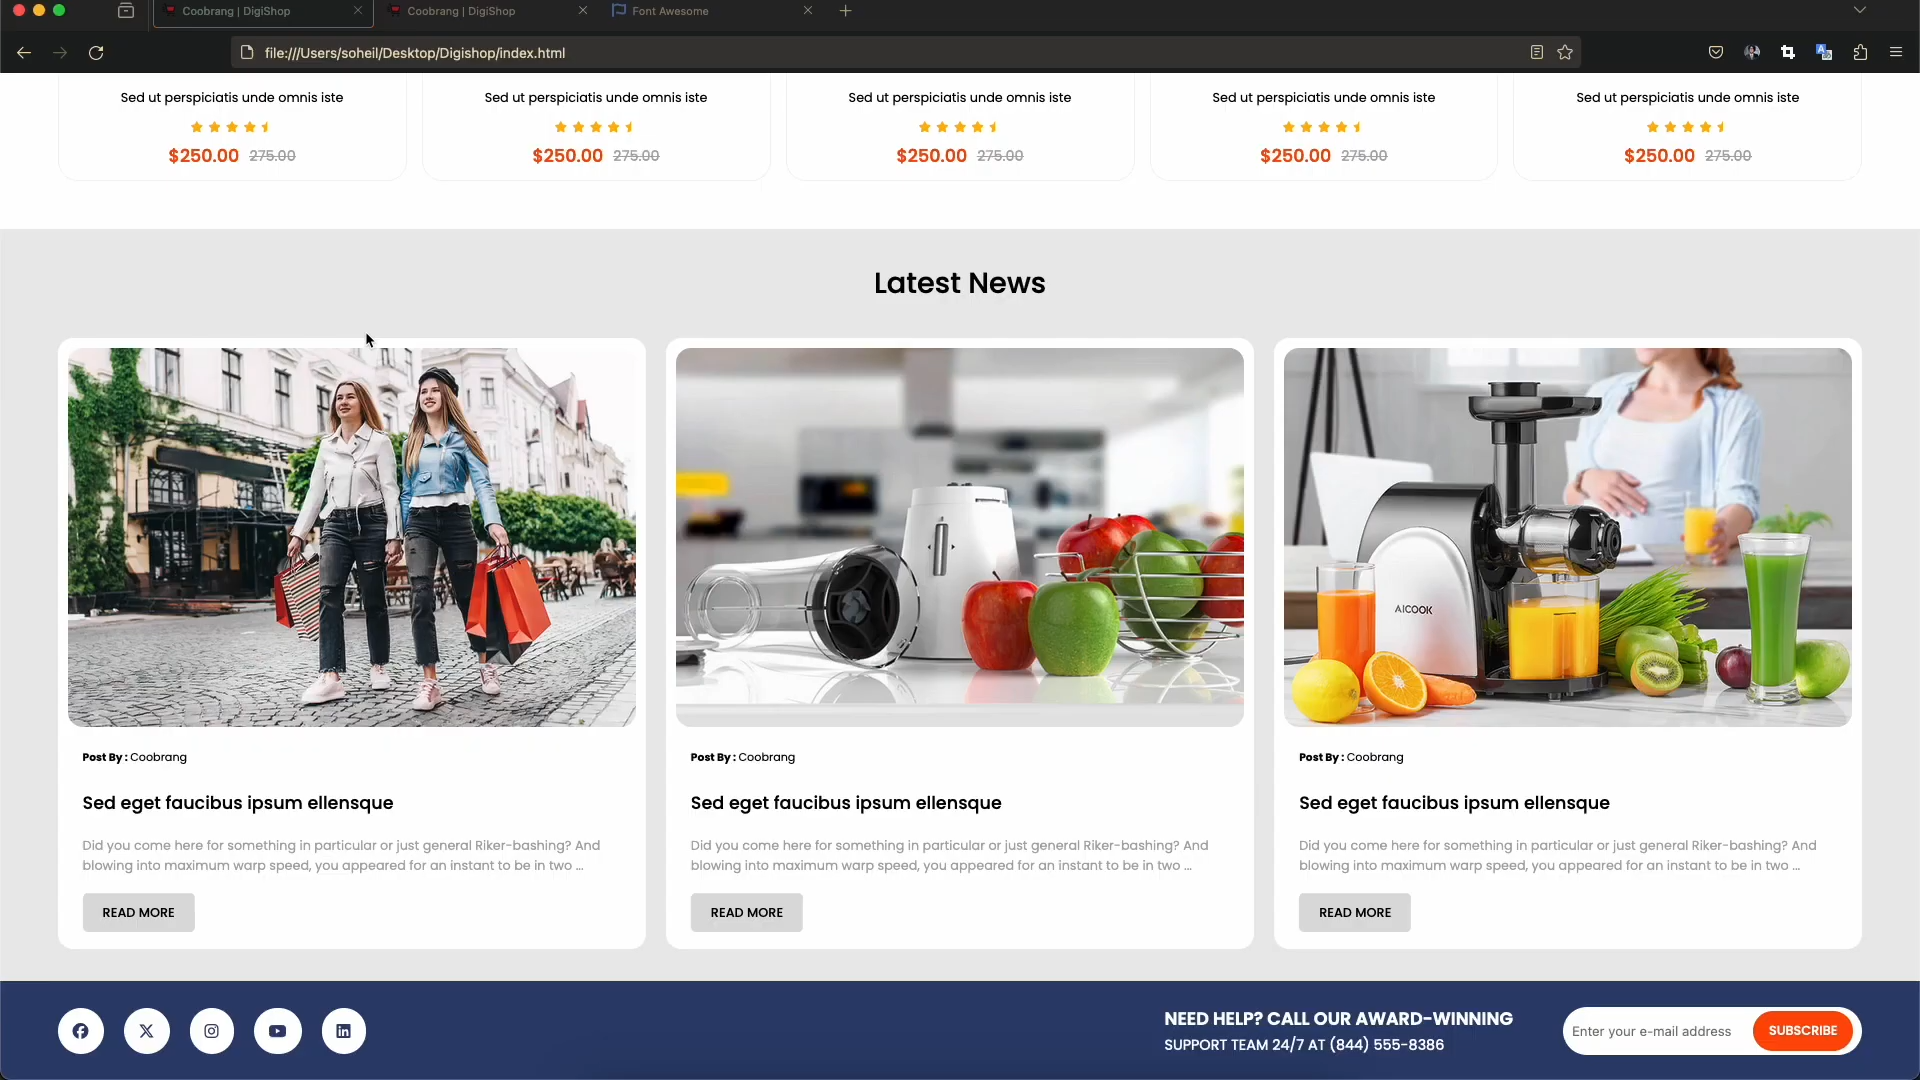 Coobrang | DigiShop
Coobrang | DigiShop
Font Awesome
file:///Users/soheil/Desktop/Digishop/index.html
Sed ut perspiciatis unde omnis iste
$250.00 275.00
Sed ut perspiciatis unde omnis iste
$250.00 275.00
Sed ut perspiciatis unde omnis iste
$250.00 275.00
Sed ut perspiciatis unde omnis iste
$250.00 275.00
Sed ut perspiciatis unde omnis iste
$250.00 275.00
Latest News
Post By : Coobrang
Sed eget faucibus ipsum ellensque
Did you come here for something in particular or just general Riker-bashing? And
blowing into maximum warp speed, you appeared for an instant to be in two ...
READ MORE
Post By : Coobrang
Sed eget faucibus ipsum ellensque
Did you come here for something in particular or just general Riker-bashing? And
blowing into maximum warp speed, you appeared for an instant to be in two ...
READ MORE
AICOOK
Post By : Coobrang
Sed eget faucibus ipsum ellensque
Did you come here for something in particular or just general Riker-bashing? And
blowing into maximum warp speed, you appeared for an instant to be in two ...
READ MORE
NEED HELP? CALL OUR AWARD-WINNING
SUPPORT TEAM 24/7 AT (844) 555-8386
Enter your e-mail address
SUBSCRIBE